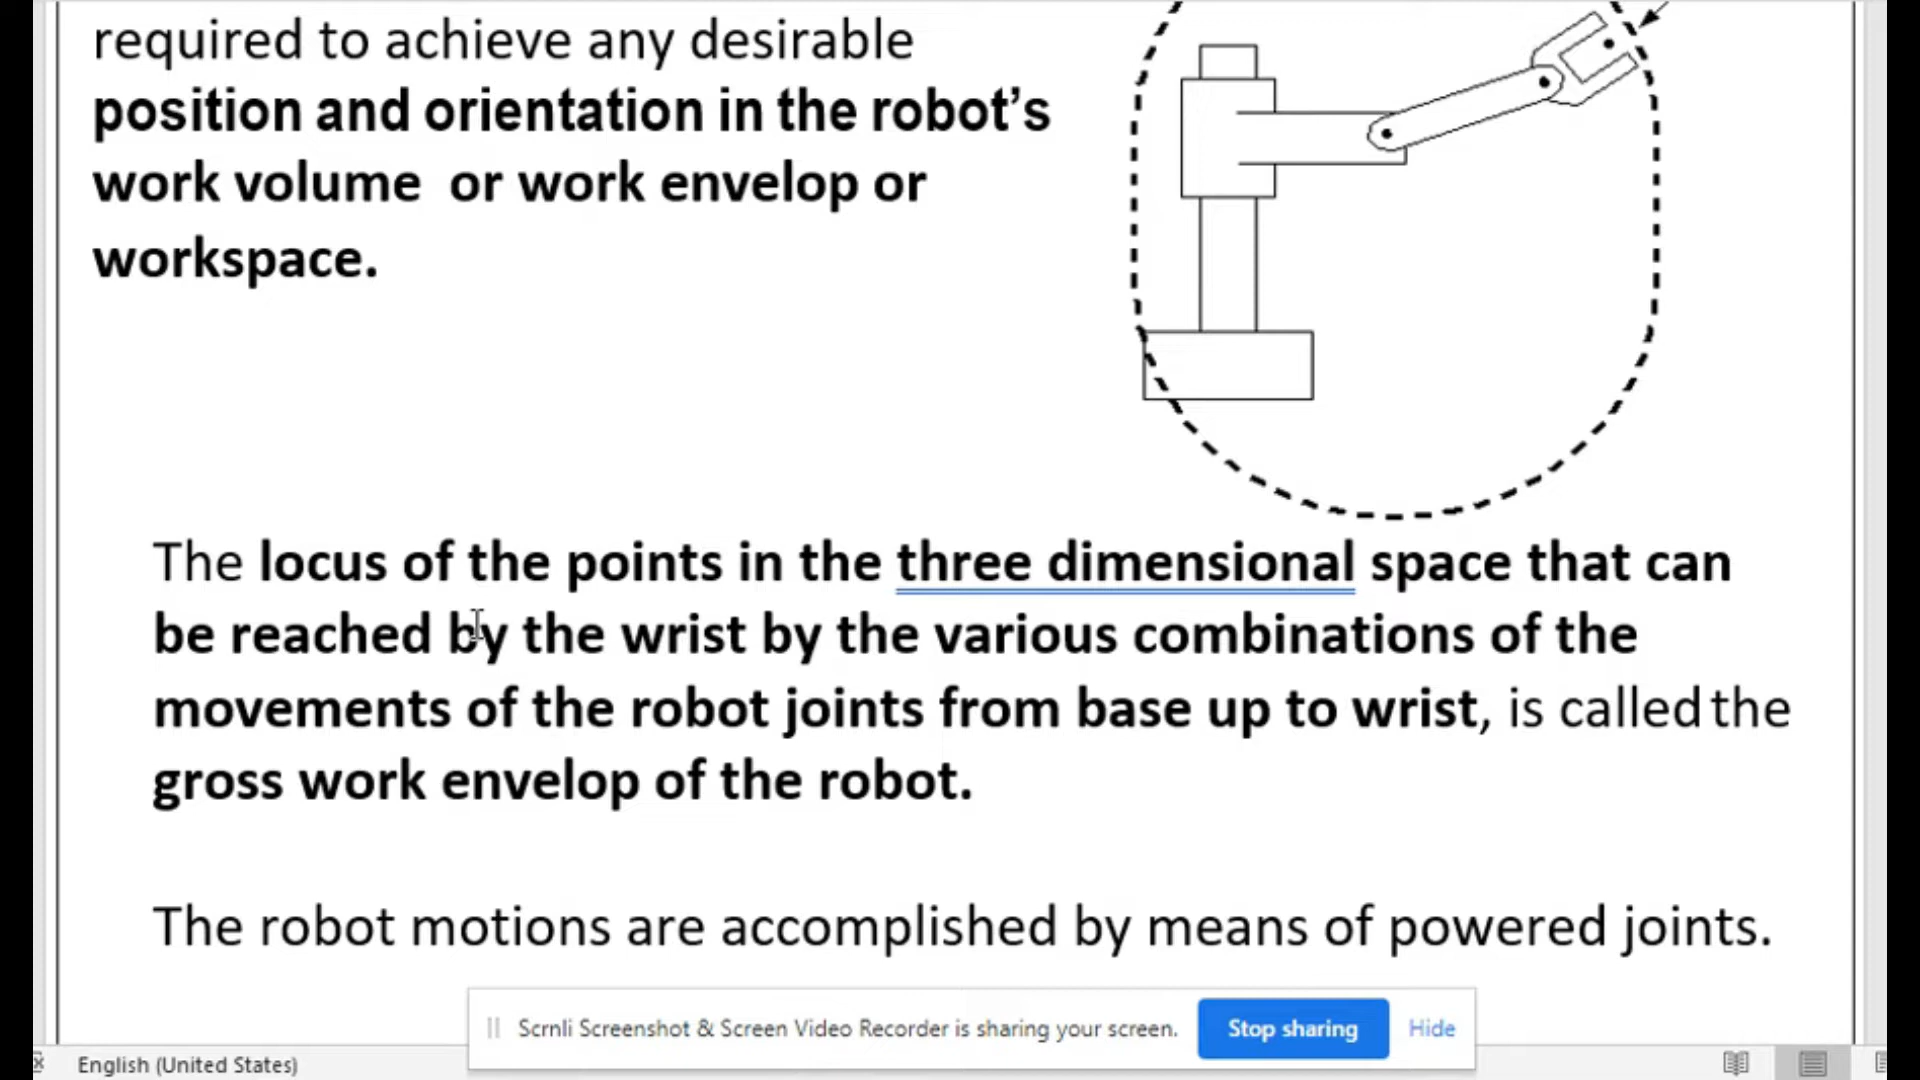 required to achieve any desirable
position and orientation in the robot’s
work volume or work envelop or
workspace.
The locus of the points in the three dimensional space that can
be reached by the wrist by the various combinations of the
movements of the robot joints from base up to wrist, is called the
gross work envelop of the robot.
The robot motions are accomplished by means of powered joints.
Scrnli Screenshot & Screen Video Recorder is sharing your screen.
Stop sharing
Hide
English (United States)